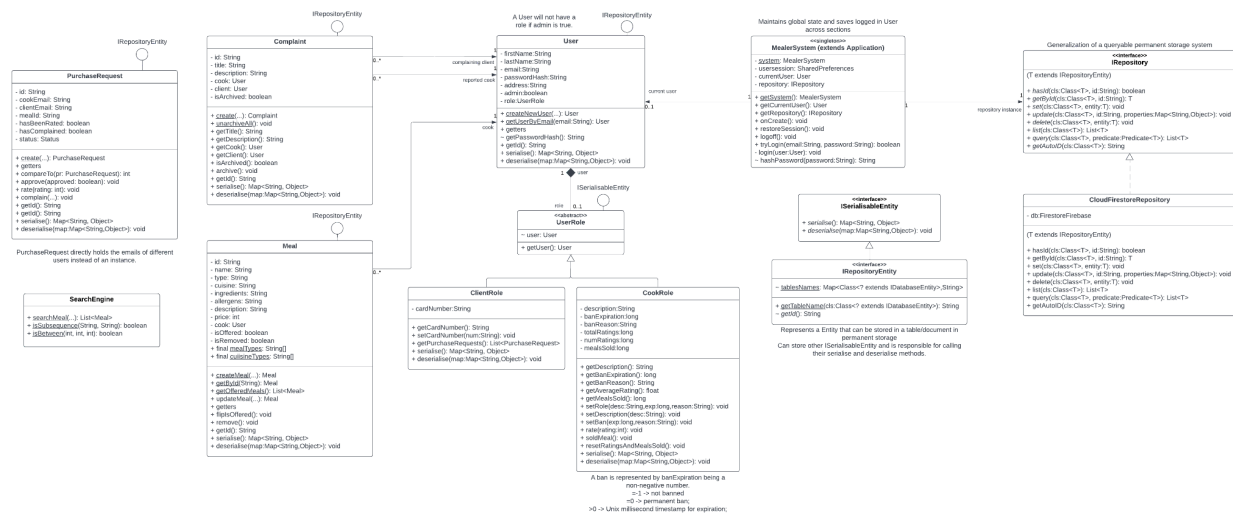 IRepositoryEntity
PurchaseRequest
- id: String
- cookEmail: String
- clientEmail: String
- mealId: String
- hasBeenRated: boolean
- hasComplained: boolean
- status: Status
+ create(...): PurchaseRequest
+ getters
+ compareTo(pr: PurchaseRequest): int
+ approve(approved: boolean): void
+ rate(rating: int): void
+ complain(...): void
+ getId(): String
+ getId(): String
+ serialise(): Map<String, Object>
+ deserialise(map:Map<String,Object>): void
PurchaseRequest directly holds the emails of different
users instead of an instance.
SearchEngine
+ searchMeal(...): List<Meal>
+ isSubsequence(String, String): boolean
+ isBetween(int, int, int): boolean
IRepositoryEntity
Complaint
- id: String
- title: String
- description: String
- cook: User
- client: User
- isArchived: boolean
+ create(...): Complaint
+ unarchiveAll(): void
+ getTitle(): String
+ getDescription(): String
+ getCook(): User
+ getClient(): User
+ isArchived(): boolean
+ archive(): void
+ getId(): String
+ serialise(): Map<String, Object>
+ deserialise(map:Map<String,Object>): void
0..*
complaining client
1
0..*
reported cook
1
IRepositoryEntity
Meal
- id: String
- name: String
- type: String
- cuisine: String
- ingredients: String
- allergens: String
- description: String
- price: int
- cook: User
- isOffered: boolean
- isRemoved: boolean
+ final mealTypes: String[]
+ final cuisineTypes: String[]
+ createMeal(...): Meal
+ getById(String): Meal
+ getOfferedMeals(): List<Meal>
+ updateMeal(...): Meal
+ getters
+ flipIsOffered(): void
+ remove(): void
+ getId(): String
+ serialise(): Map<String, Object>
+ deserialise(map:Map<String,Object>): void
0..*
cook
1
A User will not have a
role if admin is true.
IRepositoryEntity
User
- firstName:String
- lastName:String
- email:String
- passwordHash:String
- address:String
- admin:boolean
- role:UserRole
+ createNewUser(...): User
+ getUserByEmail(email:String): User
+ getters
~ getPasswordHash(): String
+ getId(): String
+ serialise(): Map<String, Object>
+ deserialise(map:Map<String,Object>): void
1
user
role
0..1
ISerialisableEntity
<<abstract>>
UserRole
~ user: User
+ getUser(): User
ClientRole
- cardNumber:String
+ getCardNumber(): String
+ setCardNumber(num:String): void
+ getPurchaseRequests(): List<PurchaseRequest>
+ serialise(): Map<String, Object>
+ deserialise(map:Map<String,Object>): void
CookRole
- description:String
- banExpiration:long
- banReason:String
- totalRatings:long
- numRatings:long
- mealsSold:long
+ getDescription(): String
+ getBanExpiration(): long
+ getBanReason(): String
+ getAverageRating(): float
+ getMealsSold(): long
+ setRole(desc:String,exp:long,reason:String): void
+ setDescription(desc:String): void
+ setBan(exp:long,reason:String): void
+ rate(rating:int): void
+ soldMeal(): void
+ resetRatingsAndMealsSold(): void
+ serialise(): Map<String, Object>
+ deserialise(map:Map<String,Object>): void
A ban is represented by banExpiration being a
non-negative number.
=-1 -> not banned
=0 -> permanent ban;
>0 -> Unix millisecond timestamp for expiration;
Maintains global state and saves logged in User
across sections
<<singleton>>
MealerSystem (extends Application)
- system: MealerSystem
- usersession: SharedPreferences
- currentUser: User
- repository: IRepository
+ getSystem(): MealerSystem
+ getCurrentUser(): User
+ getRepository(): IRepository
+ onCreate(): void
+ restoreSession(): void
+ logoff(): void
+ tryLogin(email:String, password:String): boolean
- login(user:User): void
~ hashPassword(password:String): String
current user
1
0..1
1
repository instance
1
<<interface>>
ISerialisableEntity
+ serialise(): Map<String, Object>
+ deserialise(map:Map<String,Object>): void
<<interface>>
IRepositoryEntity
~ tablesNames: Map<Class<? extends IDatabaseEntity>,String>
+ getTableName(cls:Class<? extends IDatabaseEntity>): String
~ getId(): String
Represents a Entity that can be stored in a table/document in
permanent storage
Can store other ISerialisableEntity and is responsible for calling
their serialise and deserialise methods.
Generalization of a queryable permanent storage system
<<interface>>
IRepository
(T extends IRepositoryEntity)
+ hasId(cls:Class<T>, id:String): boolean
+ getById(cls:Class<T>, id:String): T
+ set(cls:Class<T>, entity:T): void
+ update(cls:Class<T>, id:String, properties:Map<String,Object>): void
+ delete(cls:Class<T>, entity:T): void
+ list(cls:Class<T>): List<T>
+ query(cls:Class<T>, predicate:Predicate<T>): List<T>
+ getAutoID(cls:Class<T>): String
CloudFirestoreRepository
- db:FirestoreFirebase
(T extends IRepositoryEntity)
+ hasId(cls:Class<T>, id:String): boolean
+ getById(cls:Class<T>, id:String): T
+ set(cls:Class<T>, entity:T): void
+ update(cls:Class<T>, id:String, properties:Map<String,Object>): void
+ delete(cls:Class<T>, entity:T): void
+ list(cls:Class<T>): List<T>
+ query(cls:Class<T>, predicate:Predicate<T>): List<T>
+ getAutoID(cls:Class<T>): String